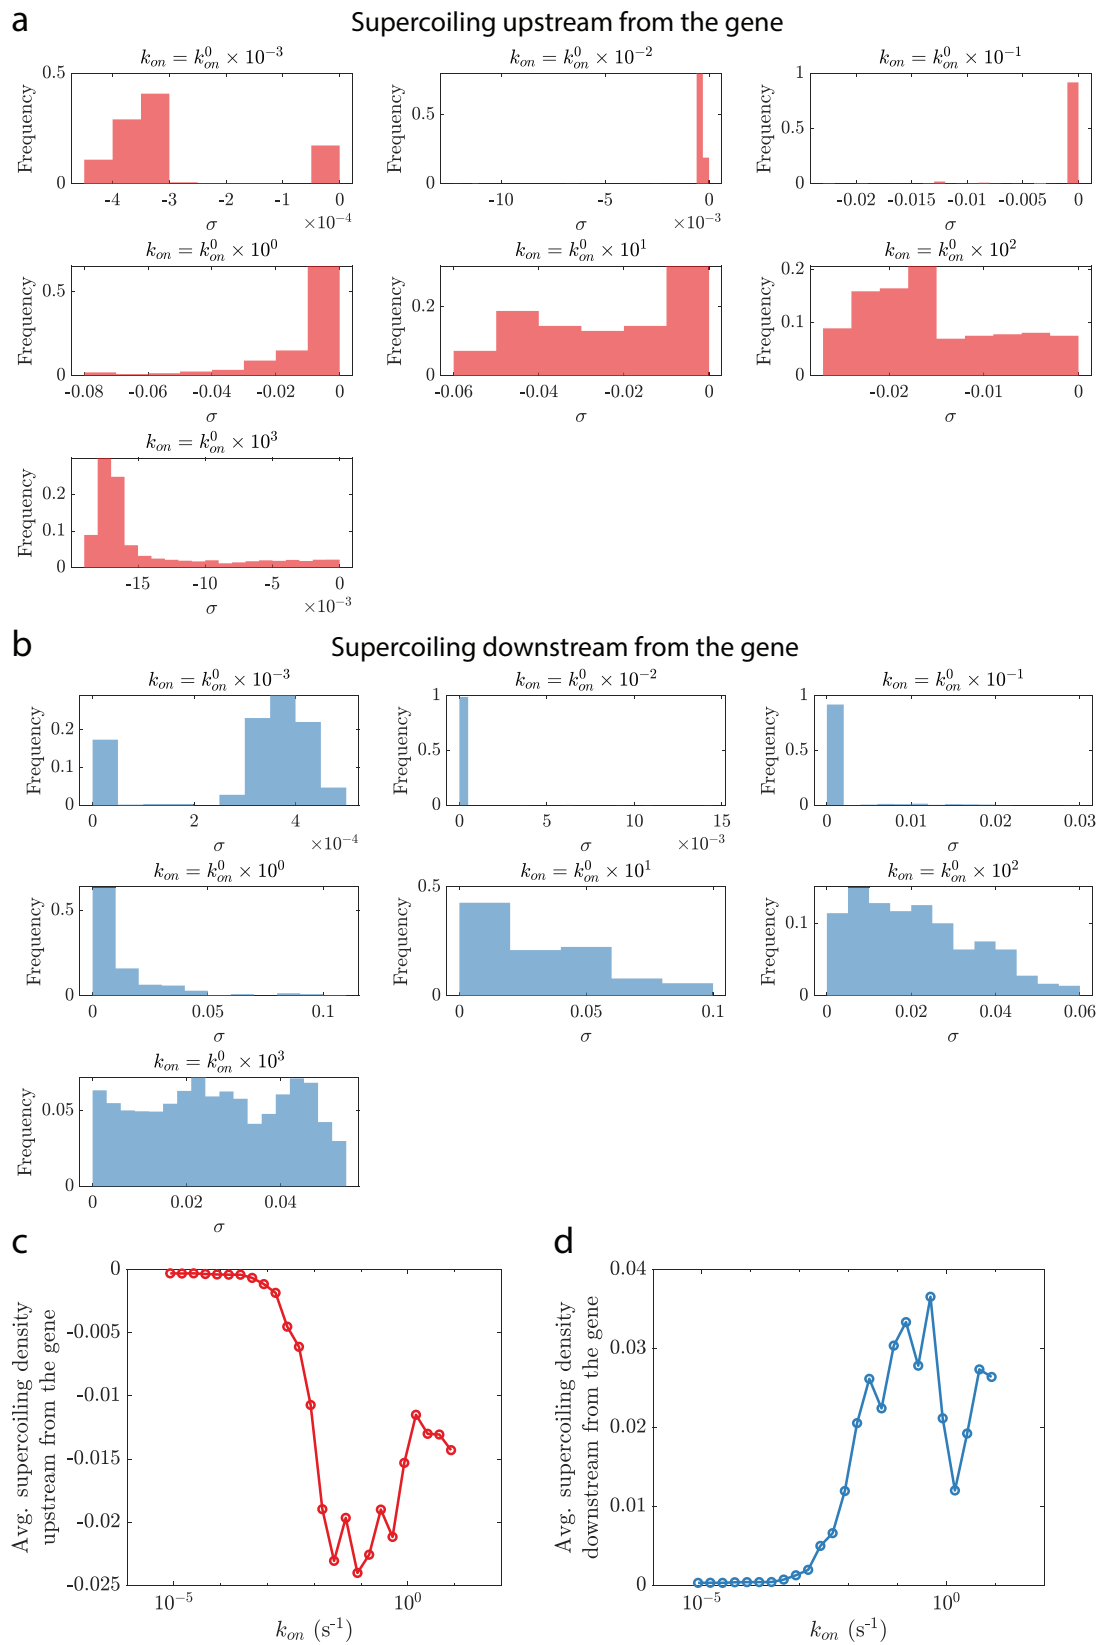 a
Supercoiling upstream from the gene
k_on = k_on^0 × 10^-3
k_on = k_on^0 × 10^-2
k_on = k_on^0 × 10^-1
Frequency
0.5
0
-4 -3 -2 -1 0
×10^-4
σ
Frequency
0.5
0
-10 -5 0
×10^-3
σ
Frequency
1
0.5
0
-0.02 -0.015 -0.01 -0.005 0
σ
k_on = k_on^0 × 10^0
k_on = k_on^0 × 10^1
k_on = k_on^0 × 10^2
Frequency
0.5
0
-0.08 -0.06 -0.04 -0.02 0
σ
Frequency
0.2
0
-0.06 -0.04 -0.02 0
σ
Frequency
0.2
0.1
0
-0.02 -0.01 0
σ
k_on = k_on^0 × 10^3
Frequency
0.2
0.1
0
-15 -10 -5 0
×10^-3
σ
b
Supercoiling downstream from the gene
k_on = k_on^0 × 10^-3
k_on = k_on^0 × 10^-2
k_on = k_on^0 × 10^-1
Frequency
0.2
0.1
0
0 2 4
×10^-4
σ
Frequency
1
0.5
0
0 5 10 15
×10^-3
σ
Frequency
1
0.5
0
0 0.01 0.02 0.03
σ
k_on = k_on^0 × 10^0
k_on = k_on^0 × 10^1
k_on = k_on^0 × 10^2
Frequency
0.5
0
0 0.05 0.1
σ
Frequency
0.5
0
0 0.05 0.1
σ
Frequency
0.1
0
0 0.02 0.04 0.06
σ
k_on = k_on^0 × 10^3
Frequency
0.05
0
0 0.02 0.04
σ
c
Avg. supercoiling density
upstream from the gene
0
-0.005
-0.01
-0.015
-0.02
-0.025
10^-5 10^0
k_on (s^-1)
d
Avg. supercoiling density
downstream from the gene
0.04
0.03
0.02
0.01
0
10^-5 10^0
k_on (s^-1)